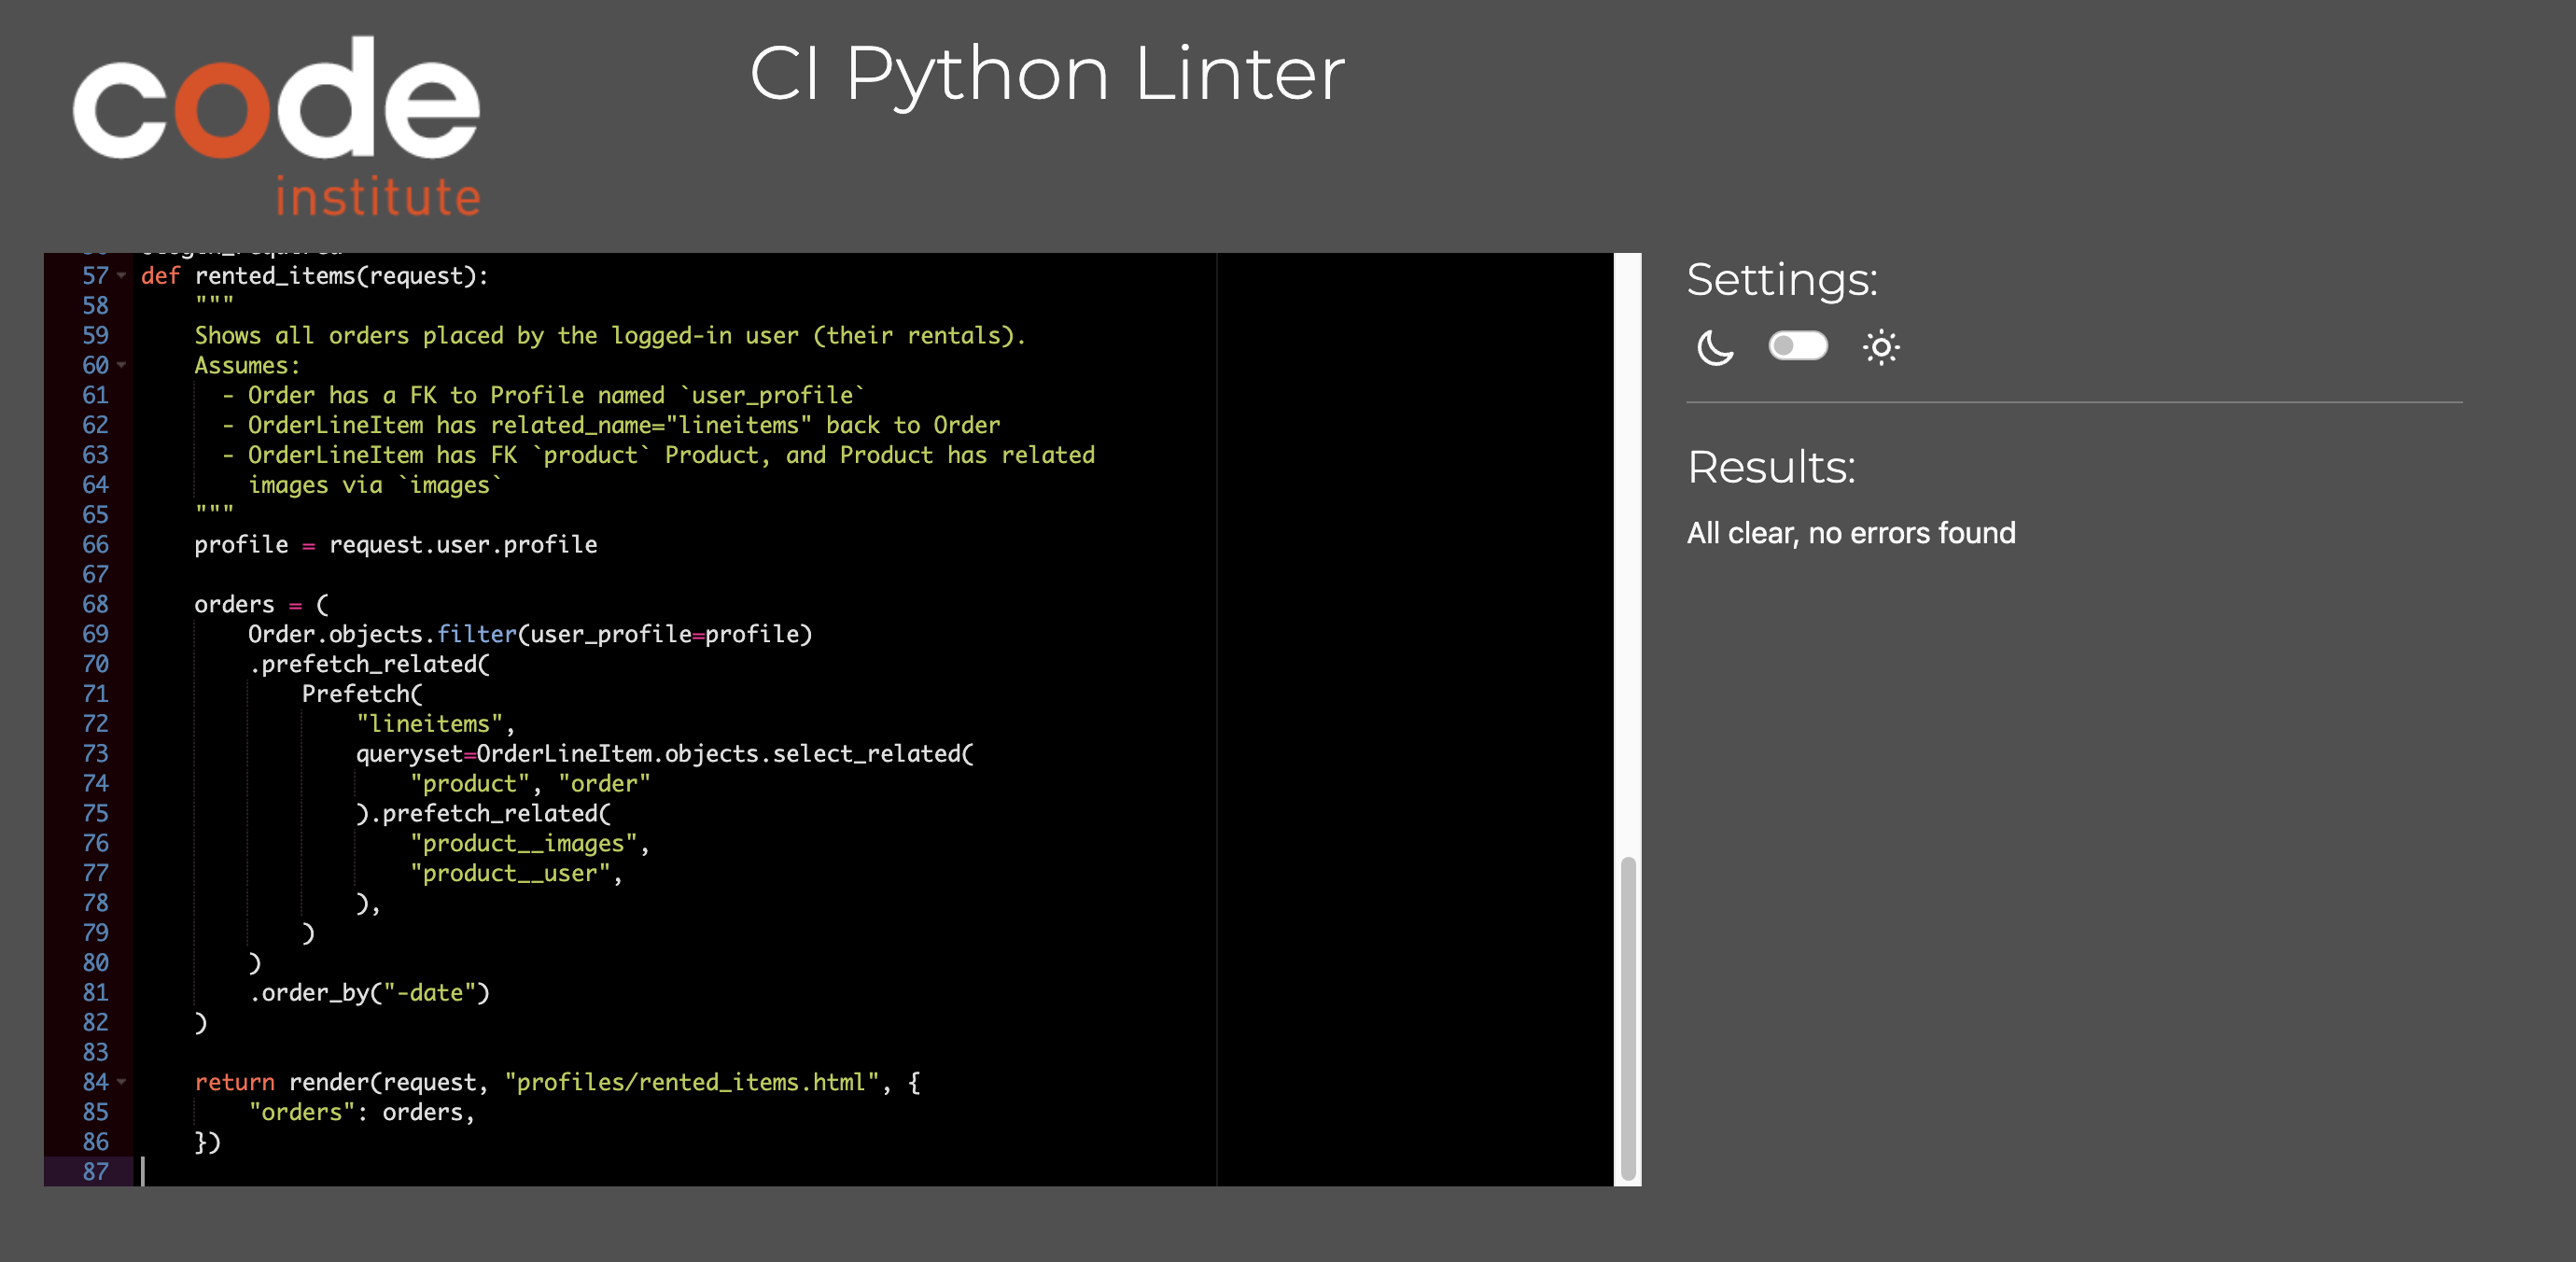 code
institute
CI Python Linter
57 def rented_items(request):
58 """
59 Shows all orders placed by the logged-in user (their rentals).
60 Assumes:
61 - Order has a FK to Profile named `user_profile`
62 - OrderLineItem has related_name="lineitems" back to Order
63 - OrderLineItem has FK `product` Product, and Product has related
64 images via `images`
65 """
66 profile = request.user.profile
67
68 orders = (
69 Order.objects.filter(user_profile=profile)
70 .prefetch_related(
71 Prefetch(
72 "lineitems",
73 queryset=OrderLineItem.objects.select_related(
74 "product", "order"
75 ).prefetch_related(
76 "product__images",
77 "product__user",
78 ),
79 )
80 )
81 .order_by("-date")
82 )
83
84 return render(request, "profiles/rented_items.html", {
85 "orders": orders,
86 })
87
Settings:
Results:
All clear, no errors found